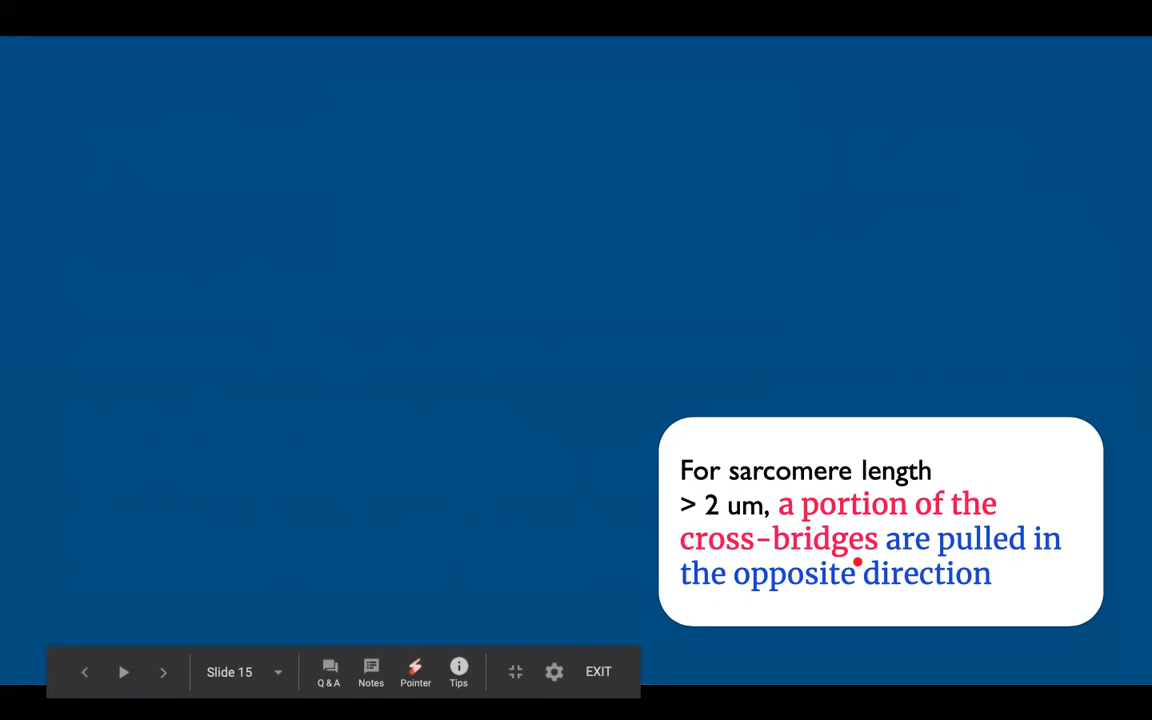 For sarcomere length
> 2 um, a portion of the
cross-bridges are pulled in
the opposite direction
Slide 15
Q & A
Notes
Pointer
Tips
EXIT